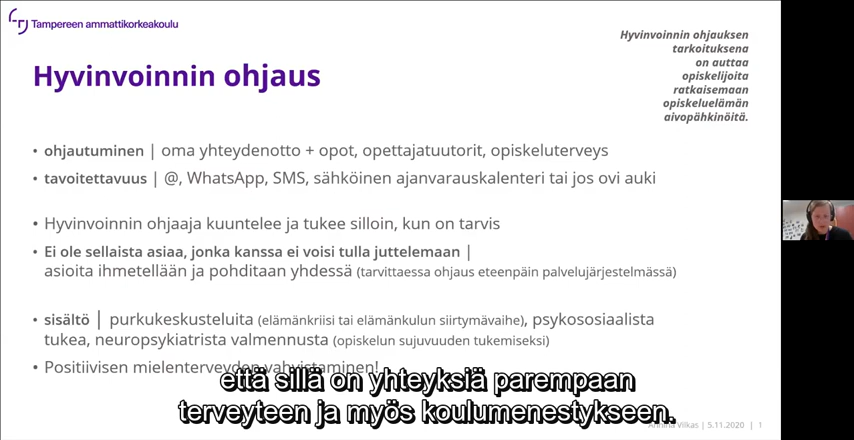 Tampereen ammattikorkeakoulu
Hyvinvoinnin ohjauksen
tarkoituksena
on auttaa
opiskelijoita
ratkaisemaan
opiskeluelämän
aivopähkinöitä.
Hyvinvoinnin ohjaus
• ohjautuminen | oma yhteydenotto + opot, opettajatuutorit, opiskeluterveys
• tavoitettavuus | @, WhatsApp, SMS, sähköinen ajanvarauskalenteri tai jos ovi auki
• Hyvinvoinnin ohjaaja kuuntelee ja tukee silloin, kun on tarvis
• Ei ole sellaista asiaa, jonka kanssa ei voisi tulla juttelemaan |
asioita ihmetellään ja pohditaan yhdessä (tarvittaessa ohjaus eteenpäin palvelujärjestelmässä)
• sisältö | purkukeskusteluita (elämänkriisi tai elämänkulun siirtymävaihe), psykososiaalista
tukea, neuropsykiatrista valmennusta (opiskelun sujuvuuden tukemiseksi)
• Positiivisen mielenterveyden vahvistaminen!
että sillä on yhteyksiä parempaan
terveyteen ja myös koulumenestykseen.
Annina Vilkas | 5.11.2020 | 1